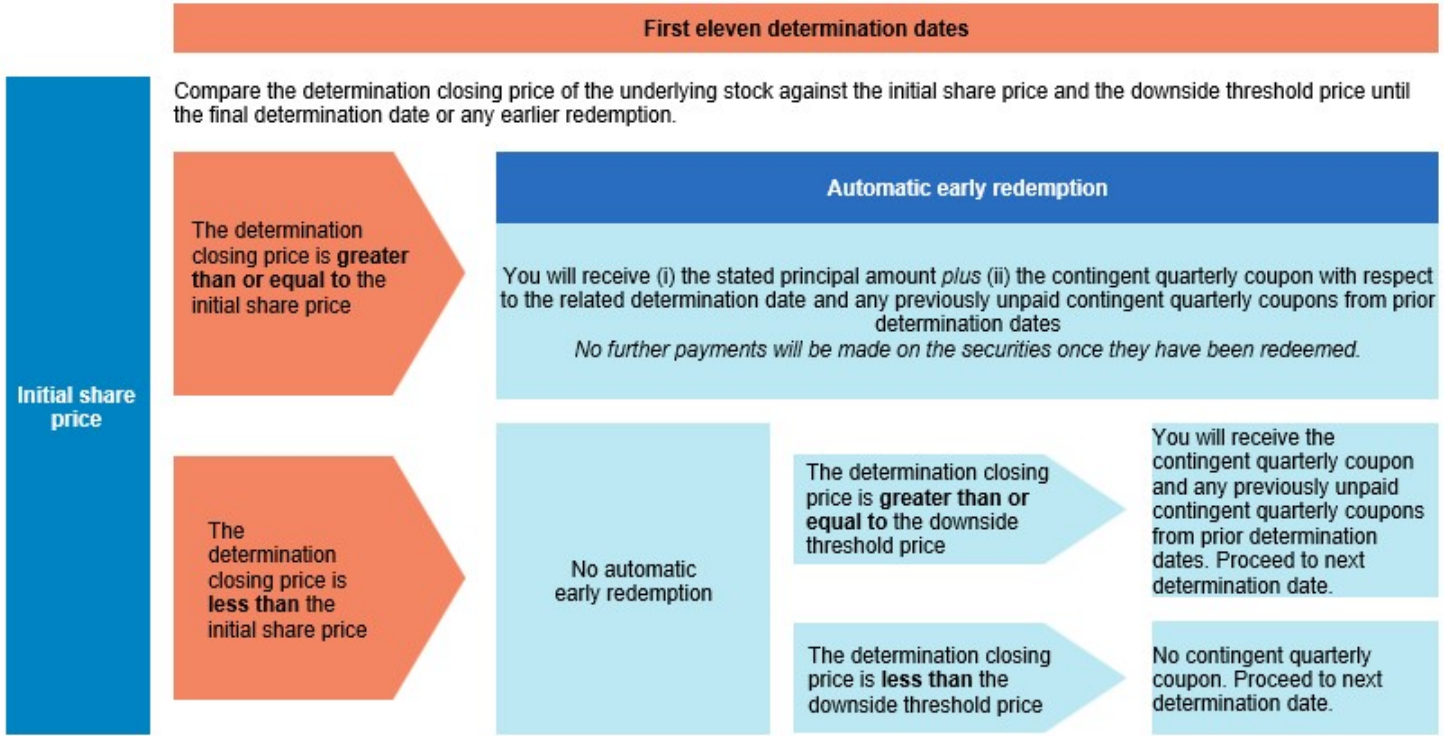 First eleven determination dates
Compare the determination closing price of the underlying stock against the initial share price and the downside threshold price until
the final determination date or any earlier redemption.
Initial share
price
The determination
closing price is greater
than or equal to the
initial share price
Automatic early redemption
You will receive (i) the stated principal amount plus (ii) the contingent quarterly coupon with respect
to the related determination date and any previously unpaid contingent quarterly coupons from prior
determination dates
No further payments will be made on the securities once they have been redeemed.
The
determination
closing price is
less than the
initial share price
No automatic
early redemption
The determination closing
price is greater than or
equal to the downside
threshold price
You will receive the
contingent quarterly coupon
and any previously unpaid
contingent quarterly coupons
from prior determination
dates. Proceed to next
determination date.
The determination closing
price is less than the
downside threshold price
No contingent quarterly
coupon. Proceed to next
determination date.